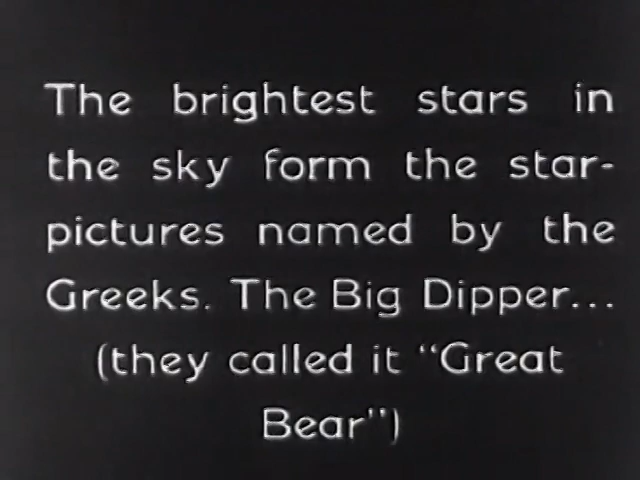 The brightest stars in
the sky form the star-
pictures named by the
Greeks. The Big Dipper...
(they called it "Great
Bear")